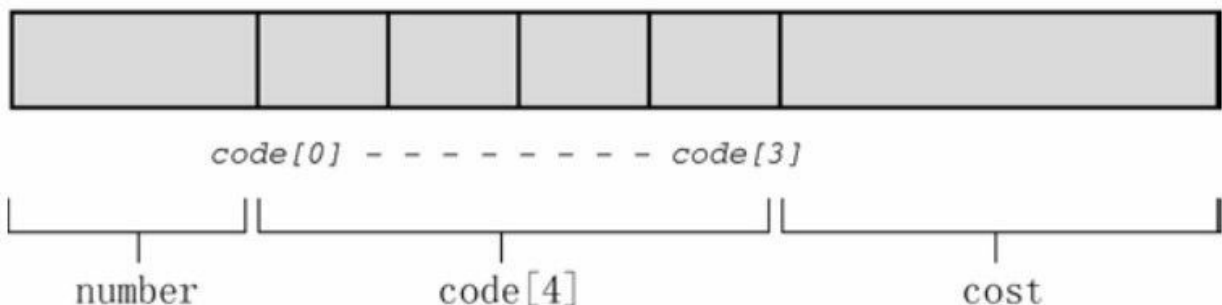 code[0] - - - - - - - - - code[3]
number code[4] cost